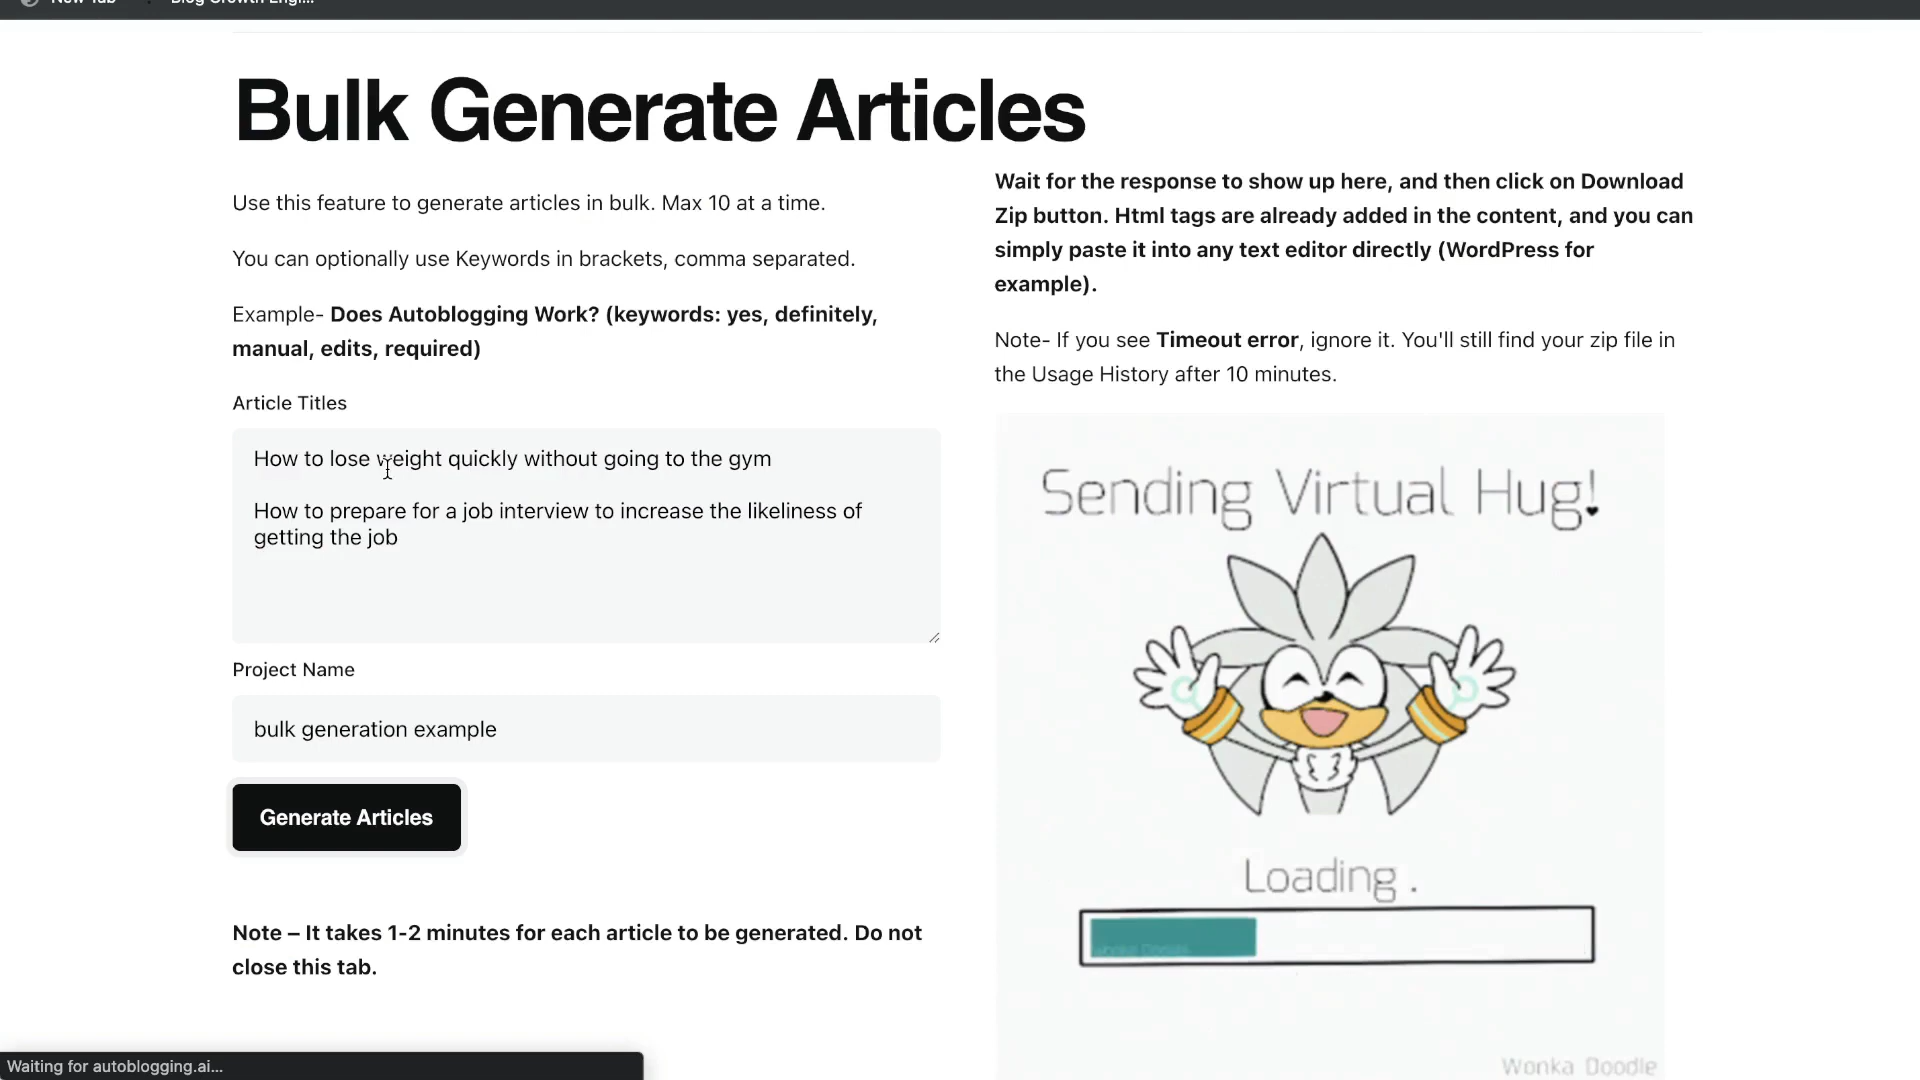 New Tab
Blog Growth Engi...
Bulk Generate Articles
Use this feature to generate articles in bulk. Max 10 at a time.
You can optionally use Keywords in brackets, comma separated.
Example- Does Autoblogging Work? (keywords: yes, definitely,
manual, edits, required)
Article Titles
How to lose weight quickly without going to the gym
How to prepare for a job interview to increase the likeliness of
getting the job
Project Name
bulk generation example
Generate Articles
Note – It takes 1-2 minutes for each article to be generated. Do not
close this tab.
Wait for the response to show up here, and then click on Download
Zip button. Html tags are already added in the content, and you can
simply paste it into any text editor directly (WordPress for
example).
Note- If you see Timeout error, ignore it. You'll still find your zip file in
the Usage History after 10 minutes.
Sending Virtual Hug!
Loading .
Wonka Doodle
Wonka Doodle
Waiting for autoblogging.ai...